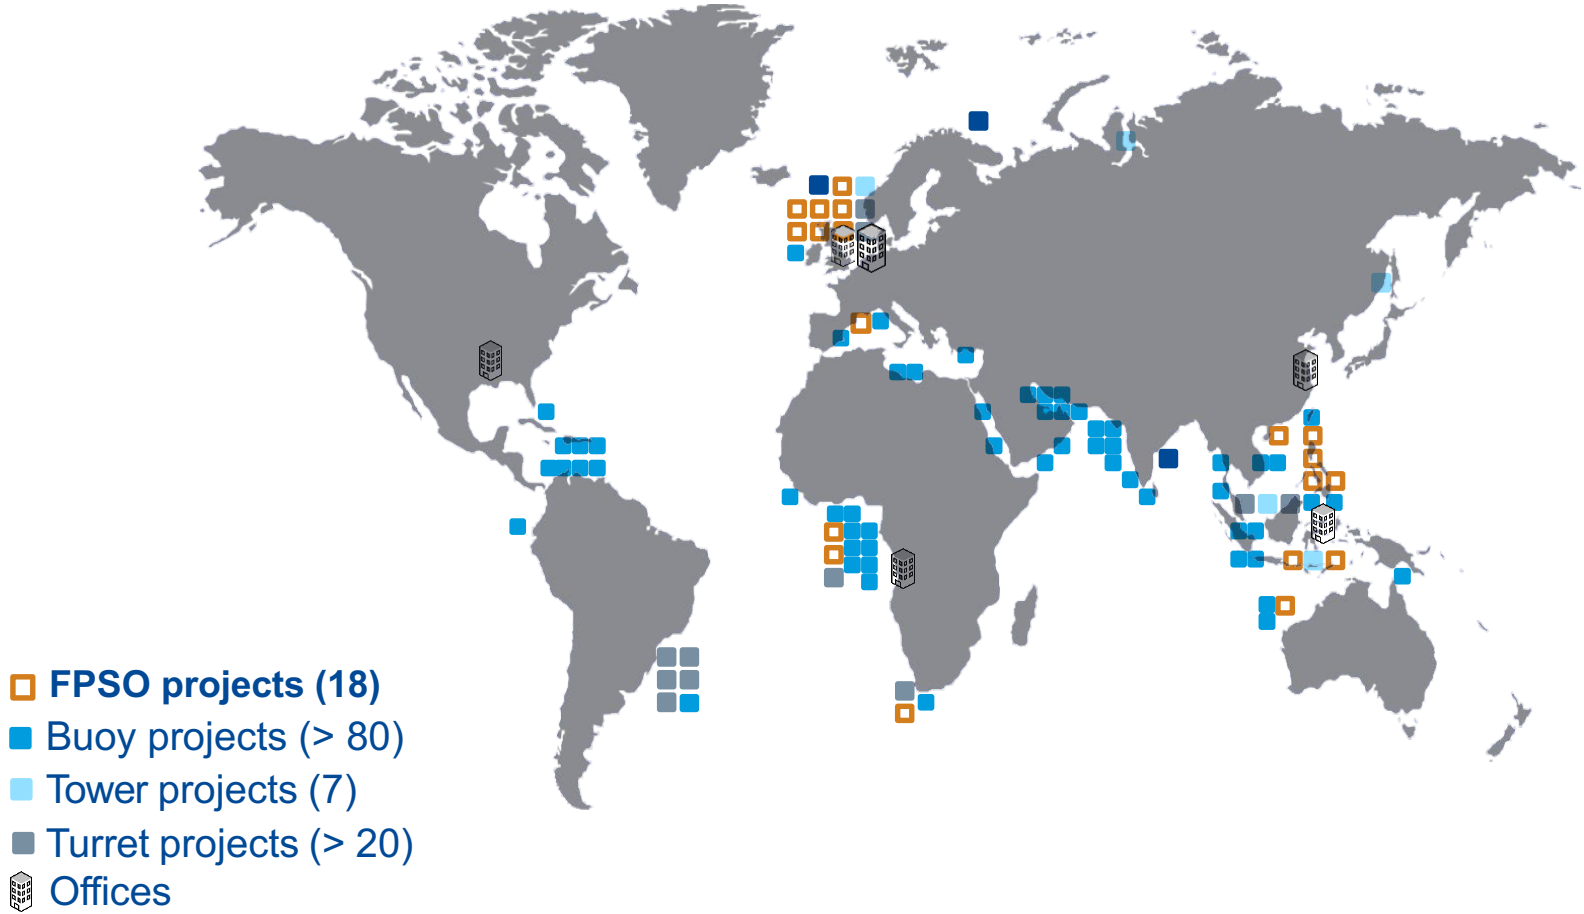 FPSO projects (18)
Buoy projects (> 80)
Tower projects (7)
Turret projects (> 20)
Offices